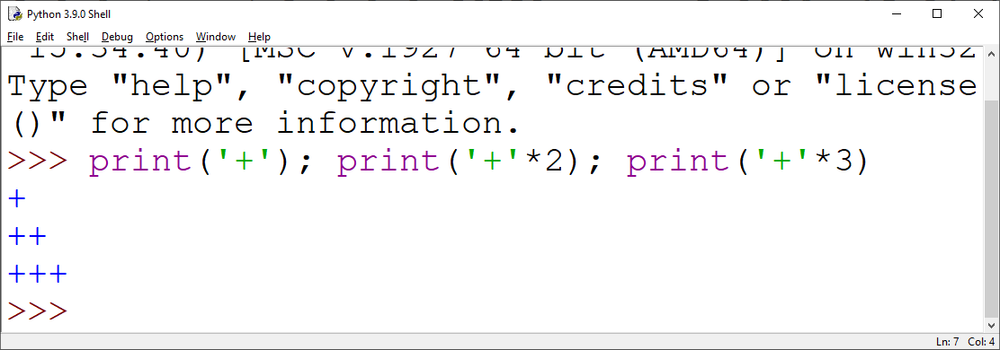 Python 3.9.0 Shell
File Edit Shell Debug Options Window Help
15:34:40) [MSC v.1927 64 bit (AMD64)] on win32
Type "help", "copyright", "credits" or "license
()" for more information.
>>> print('+'); print('+'*2); print('+'*3)
+
++
+++
>>>
Ln: 7 Col: 4